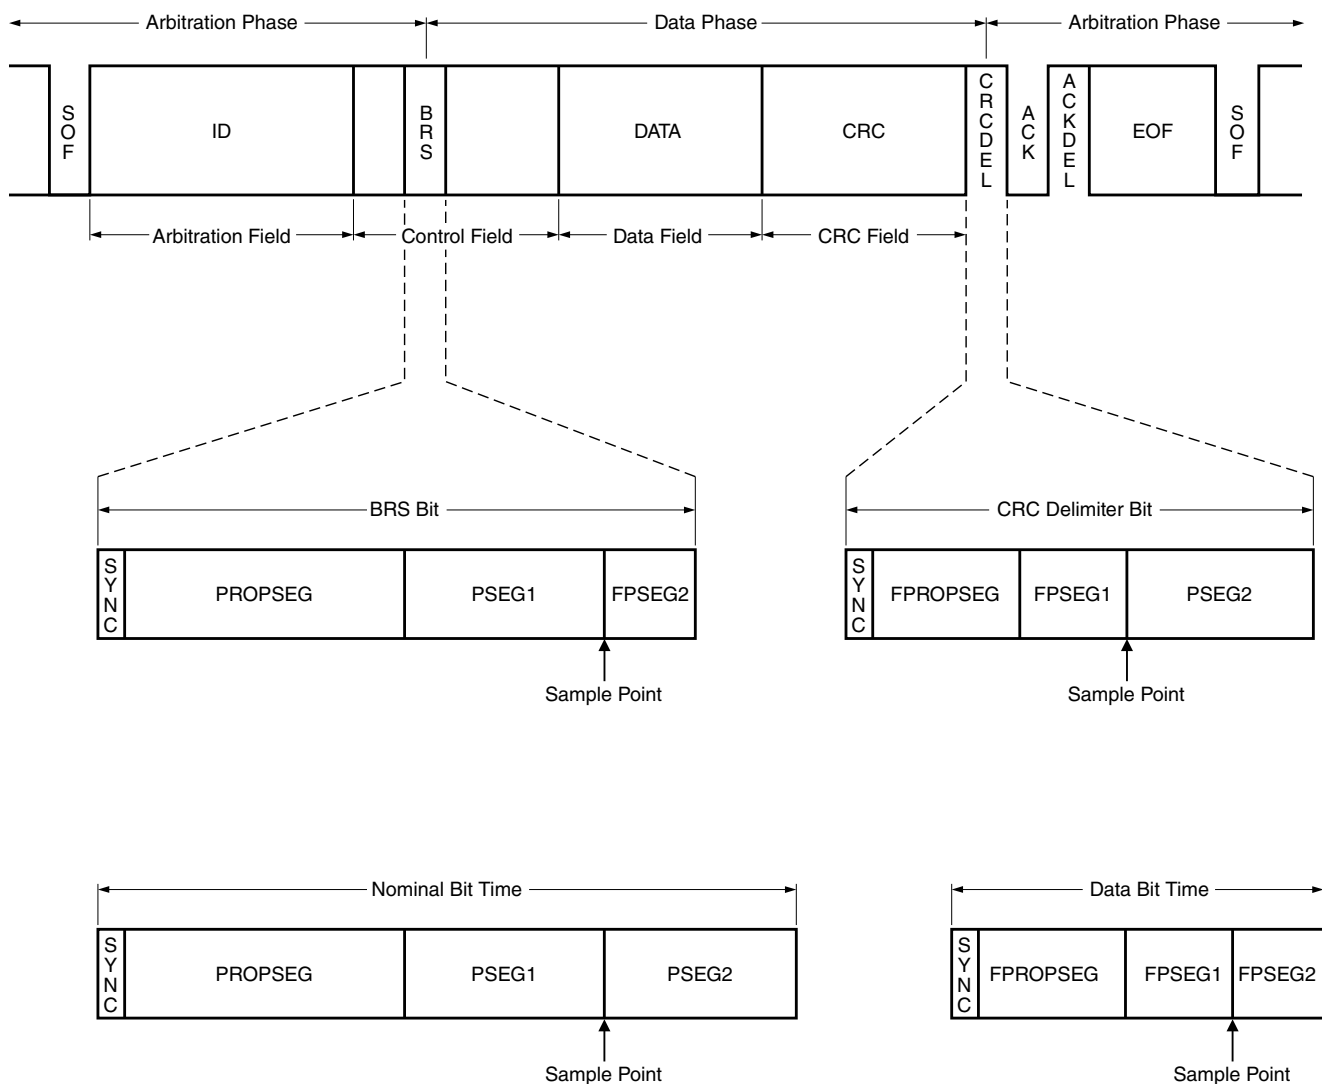 Arbitration Phase Data Phase Arbitration Phase
SOF ID BRS DATA CRC CRCDEL ACK ACKDEL EOF SOF
Arbitration Field Control Field Data Field CRC Field
BRS Bit CRC Delimiter Bit
SYNC PROPSEG PSEG1 FPSEG2 SYNC FPROPSEG FPSEG1 PSEG2
Sample Point Sample Point
Nominal Bit Time Data Bit Time
SYNC PROPSEG PSEG1 PSEG2 SYNC FPROPSEG FPSEG1 FPSEG2
Sample Point Sample Point